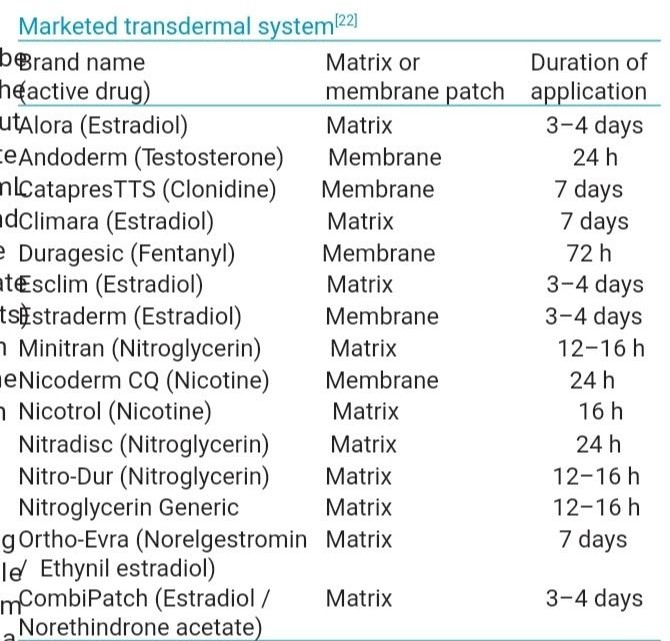 Marketed transdermal system[22]
Brand name Matrix or Duration of
(active drug) membrane patch application
Alora (Estradiol) Matrix 3–4 days
Andoderm (Testosterone) Membrane 24 h
CatapresTTS (Clonidine) Membrane 7 days
Climara (Estradiol) Matrix 7 days
Duragesic (Fentanyl) Membrane 72 h
Esclim (Estradiol) Matrix 3–4 days
Estraderm (Estradiol) Membrane 3–4 days
Minitran (Nitroglycerin) Matrix 12–16 h
Nicoderm CQ (Nicotine) Membrane 24 h
Nicotrol (Nicotine) Matrix 16 h
Nitradisc (Nitroglycerin) Matrix 24 h
Nitro-Dur (Nitroglycerin) Matrix 12–16 h
Nitroglycerin Generic Matrix 12–16 h
Ortho-Evra (Norelgestromin Matrix 7 days
/ Ethynil estradiol)
CombiPatch (Estradiol / Matrix 3–4 days
Norethindrone acetate)